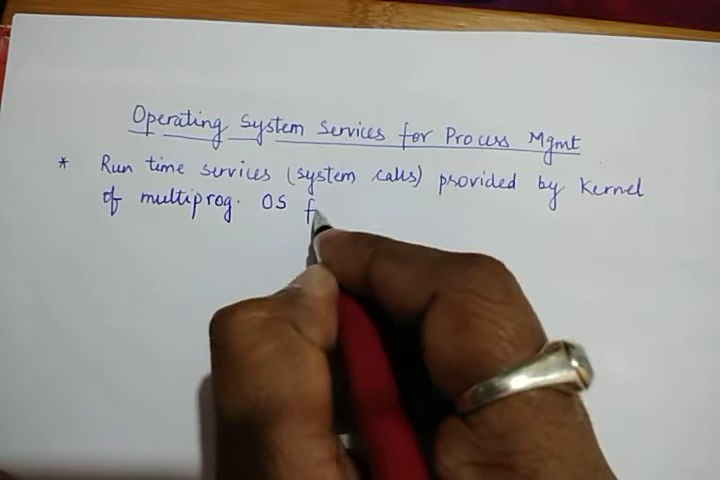 Operating System Services for Process Mgmt
* Run time services (system calls) provided by Kernel
of multiprog. OS f